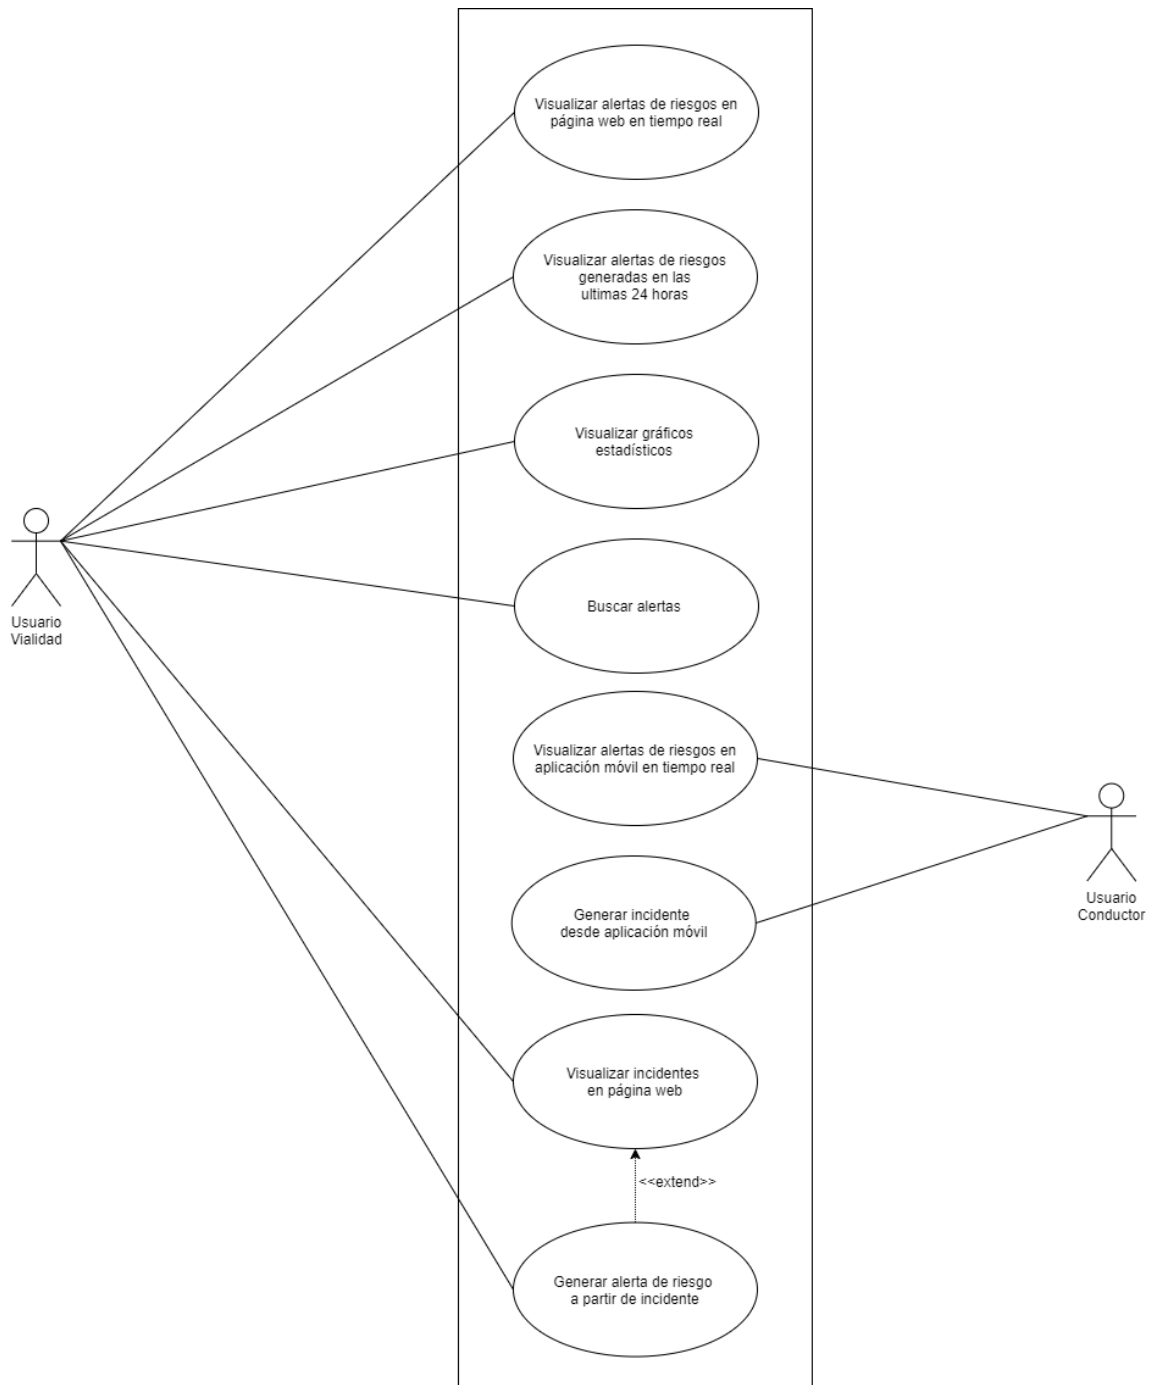 Visualizar alertas de riesgos en
página web en tiempo real
Visualizar alertas de riesgos
generadas en las
ultimas 24 horas
Visualizar gráficos
estadísticos
Buscar alertas
Usuario
Vialidad
Visualizar alertas de riesgos en
aplicación móvil en tiempo real
Usuario
Conductor
Generar incidente
desde aplicación móvil
Visualizar incidentes
en página web
<<extend>>
Generar alerta de riesgo
a partir de incidente